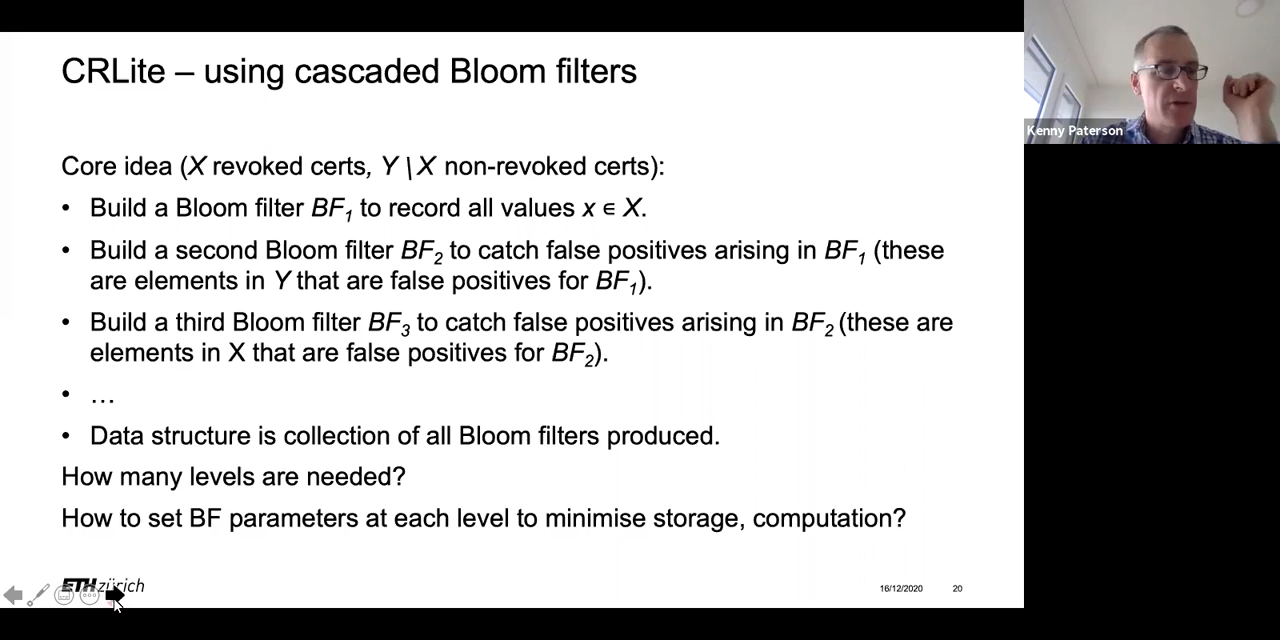 CRLite – using cascaded Bloom filters
Kenny Paterson
Core idea (X revoked certs, Y \ X non-revoked certs):
• Build a Bloom filter BF1 to record all values x ∈ X.
• Build a second Bloom filter BF2 to catch false positives arising in BF1 (these
are elements in Y that are false positives for BF1).
• Build a third Bloom filter BF3 to catch false positives arising in BF2 (these are
elements in X that are false positives for BF2).
• …
• Data structure is collection of all Bloom filters produced.
How many levels are needed?
How to set BF parameters at each level to minimise storage, computation?
ETH zürich
16/12/2020 20